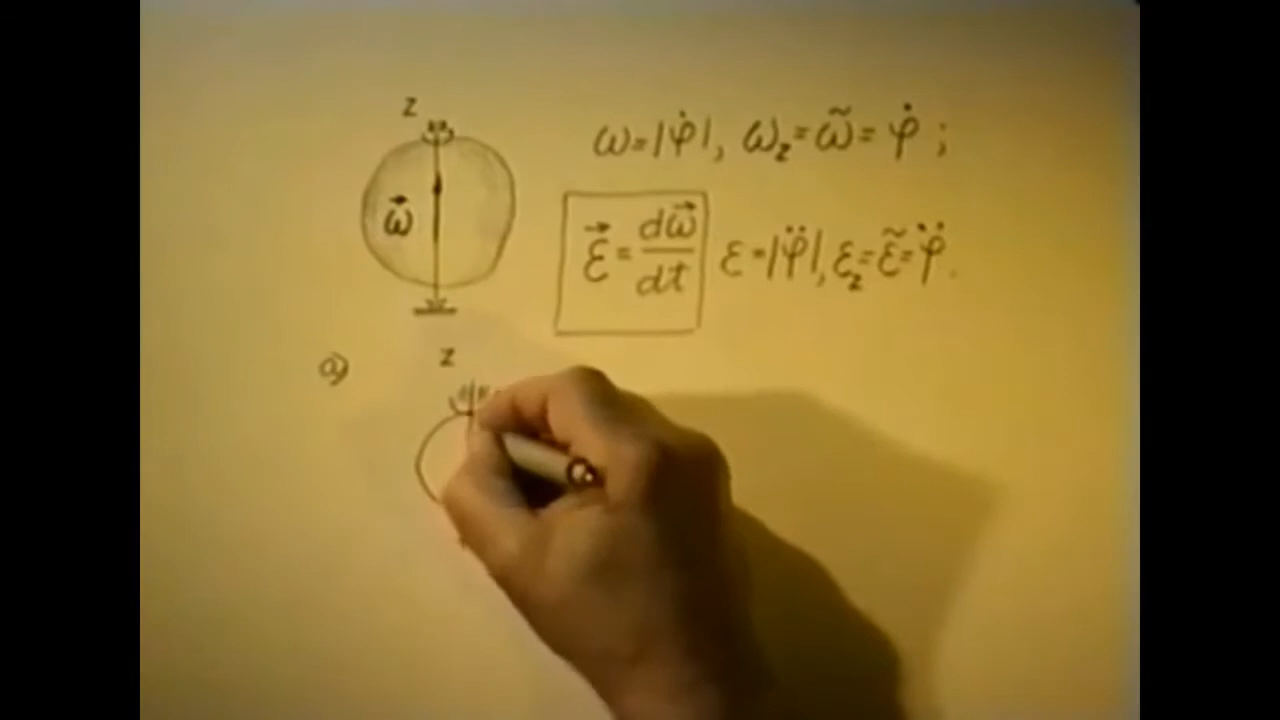 z
ω⃗
ω=|φ̇|, ω_z=ω̃=φ̇ ;
ε⃗ = dω⃗/dt ε=|φ̈|, ε_z=ε̃=φ̈.
а) z